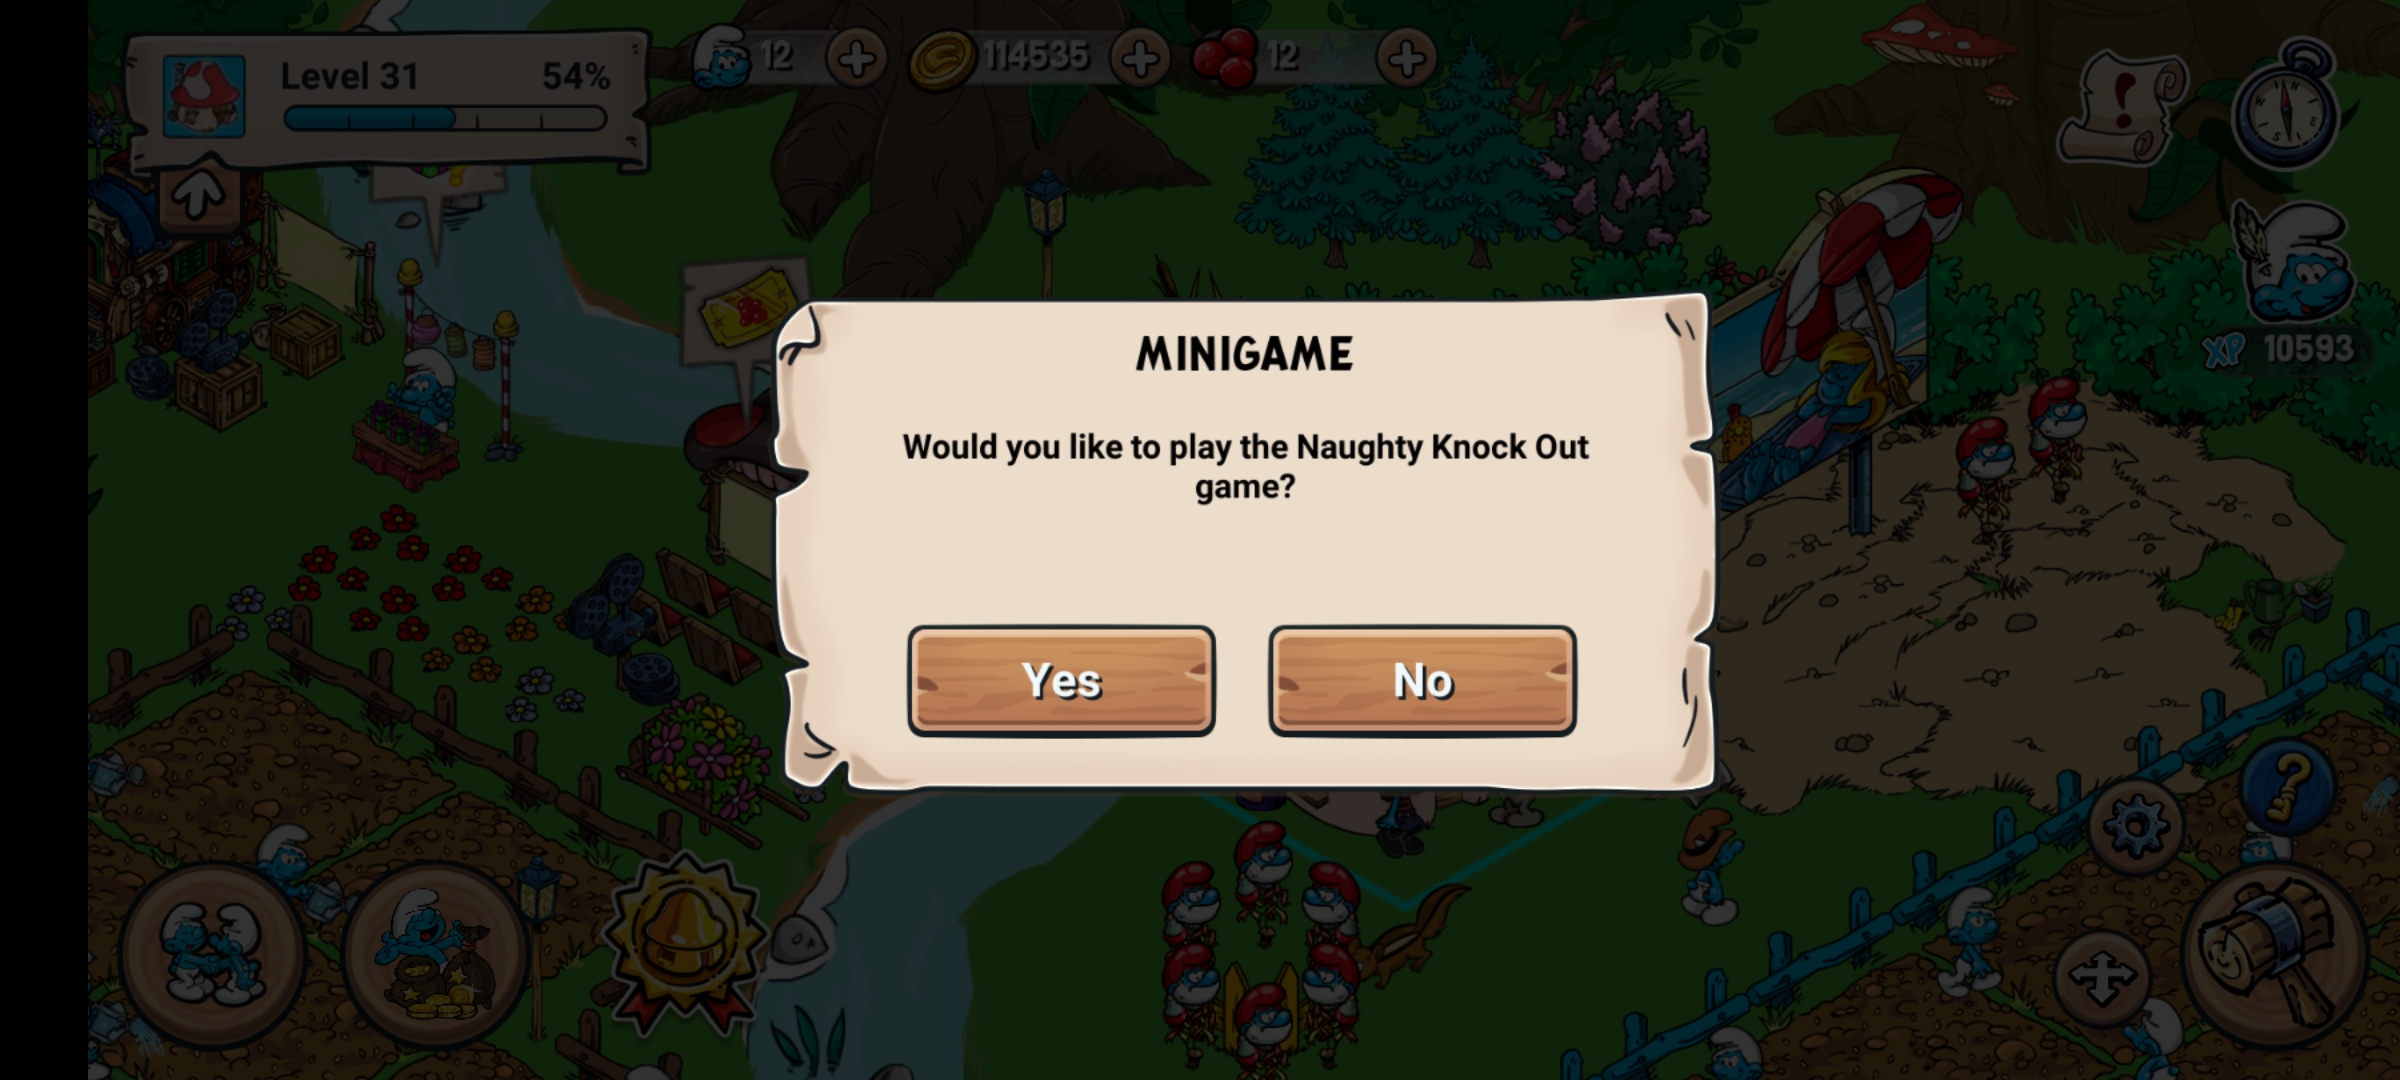 Level 31 54%
12
114535
12
XP 10593
MINIGAME
Would you like to play the Naughty Knock Out
game?
Yes
No